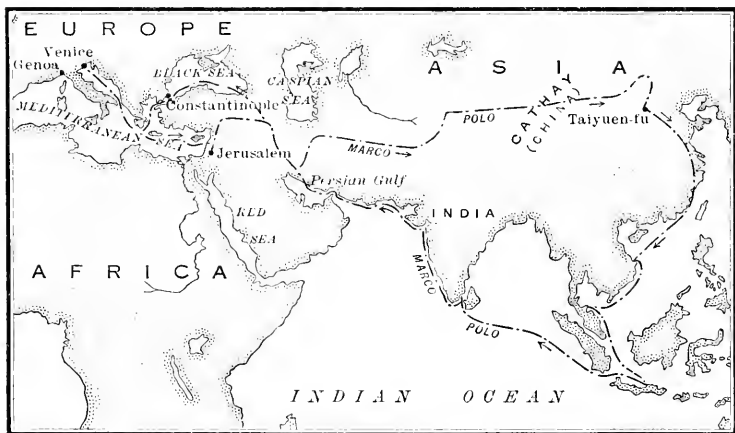 EUROPE
Venice
Genoa
BLACK SEA
CASPIAN
SEA
ASIA
Constantinople
MEDITERRANEAN SEA
Jerusalem
CATHAY
(CHINA)
POLO
Taiyuen-fu
MARCO
Persian Gulf
RED
SEA
INDIA
AFRICA
MARCO
POLO
INDIAN OCEAN